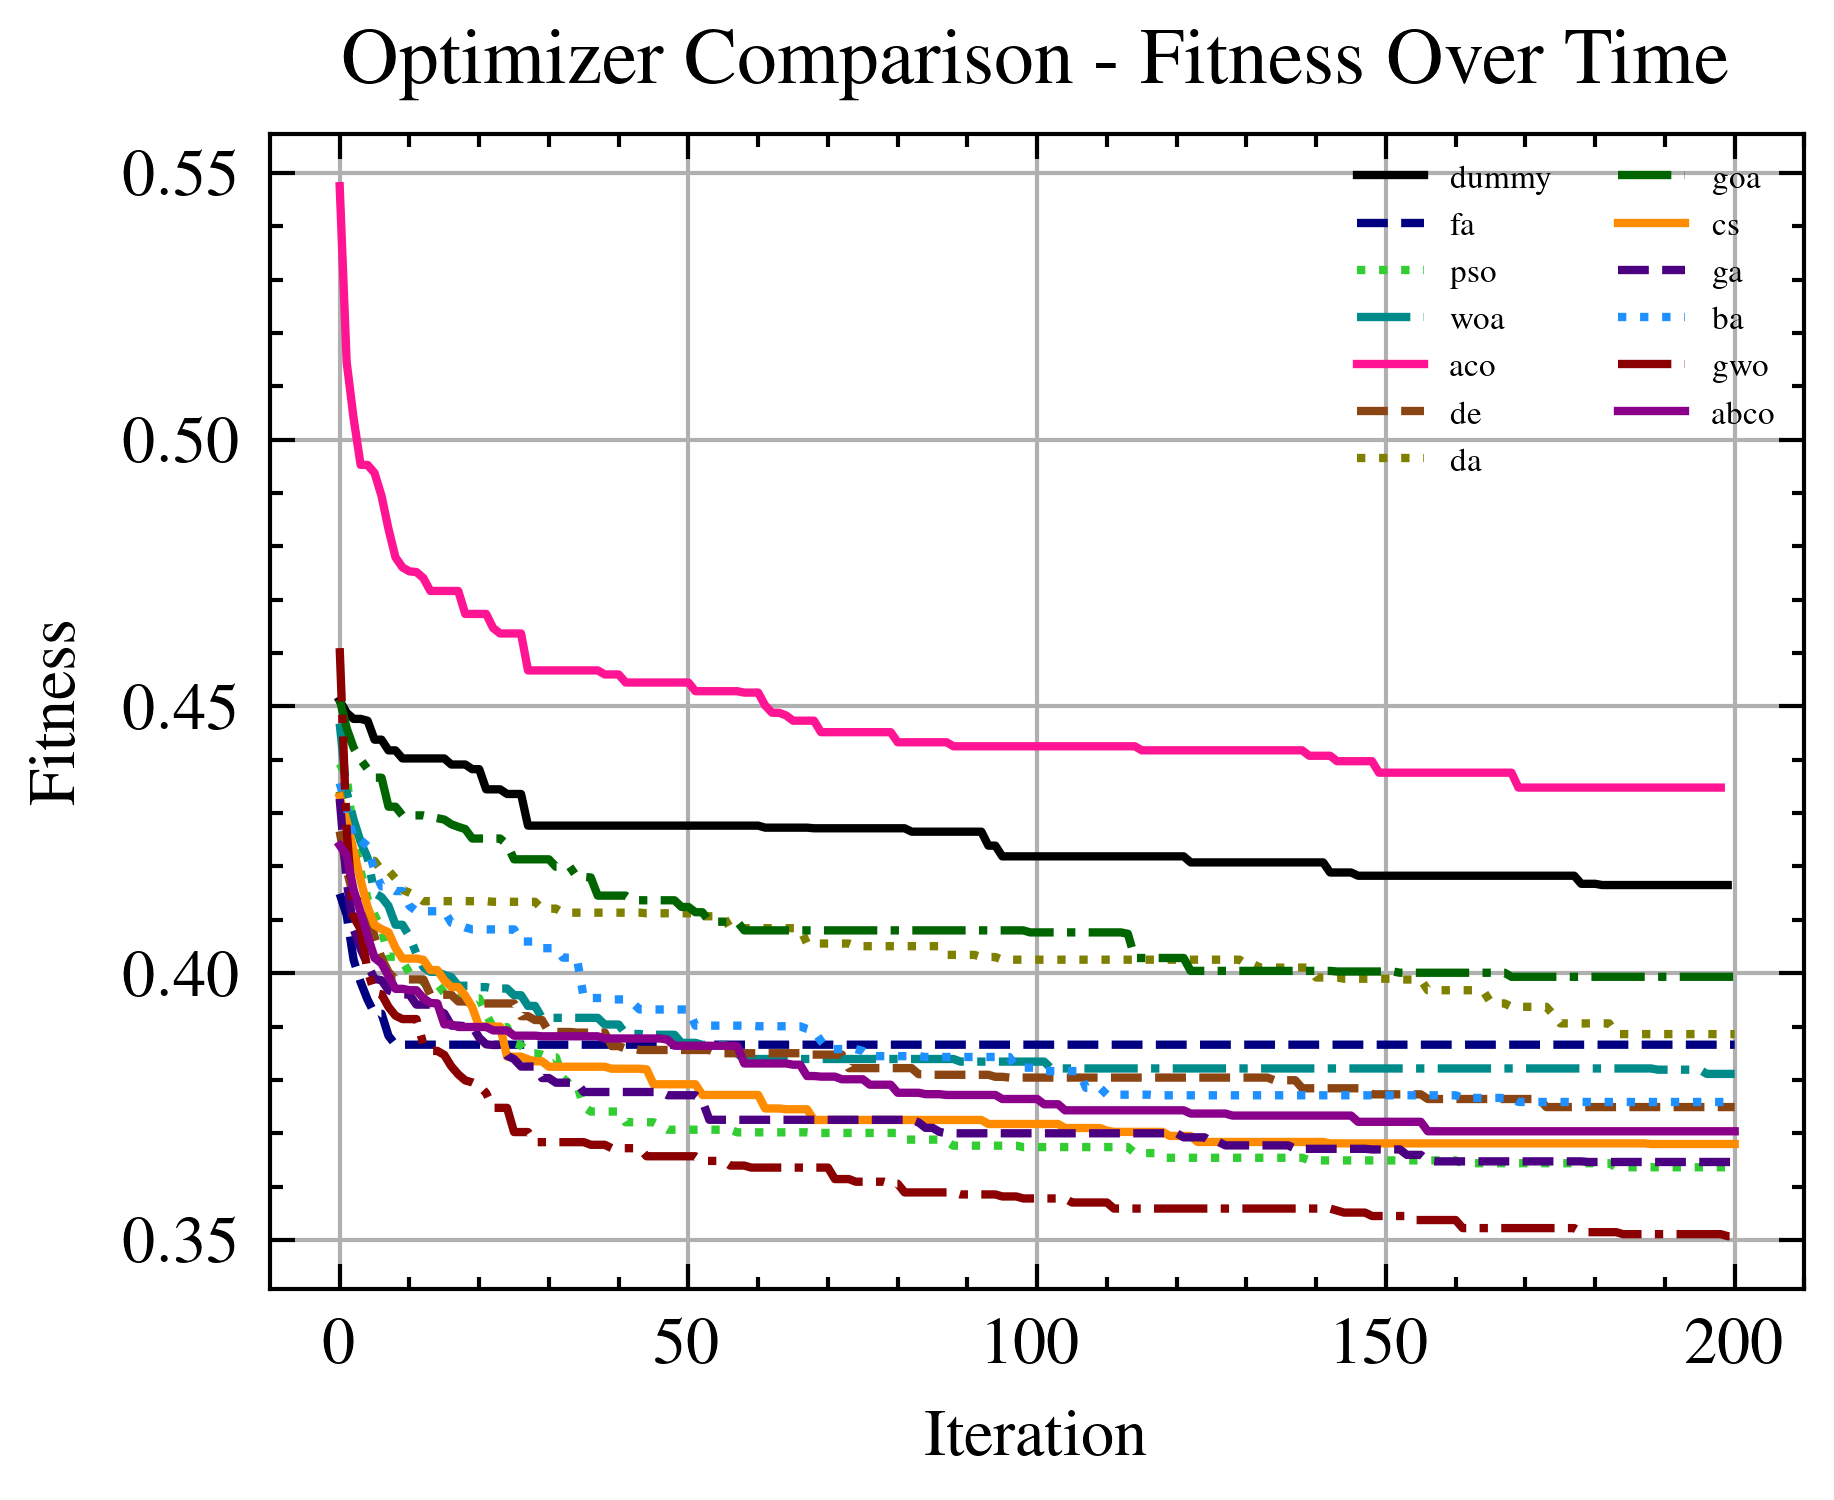 Optimizer Comparison - Fitness Over Time
0.55
0.50
0.45
0.40
0.35
Fitness
dummy
fa
pso
woa
aco
de
da
goa
cs
ga
ba
gwo
abco
0 50 100 150 200
Iteration